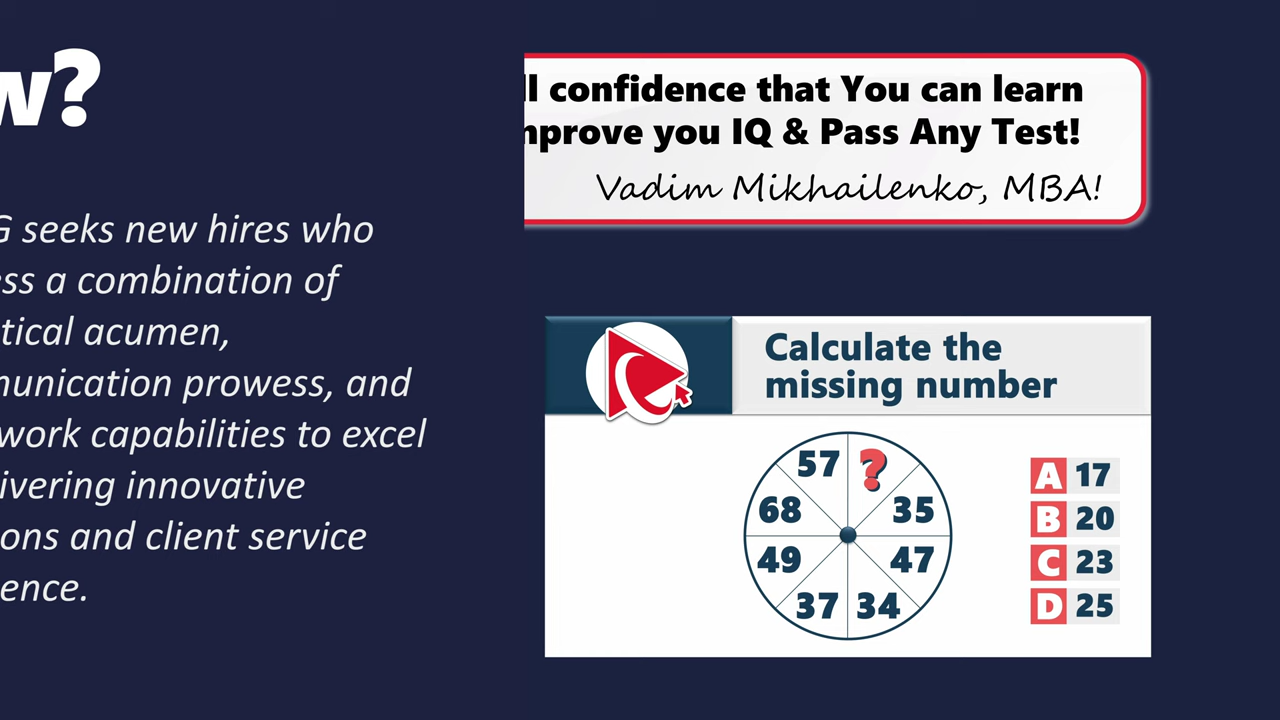 w?
G seeks new hires who
ess a combination of
tical acumen,
munication prowess, and
work capabilities to excel
ivering innovative
ons and client service
ence.
ll confidence that You can learn
mprove you IQ & Pass Any Test!
Vadim Mikhailenko, MBA!
Calculate the
missing number
57 ?
68 35
49 47
37 34
A 17
B 20
C 23
D 25